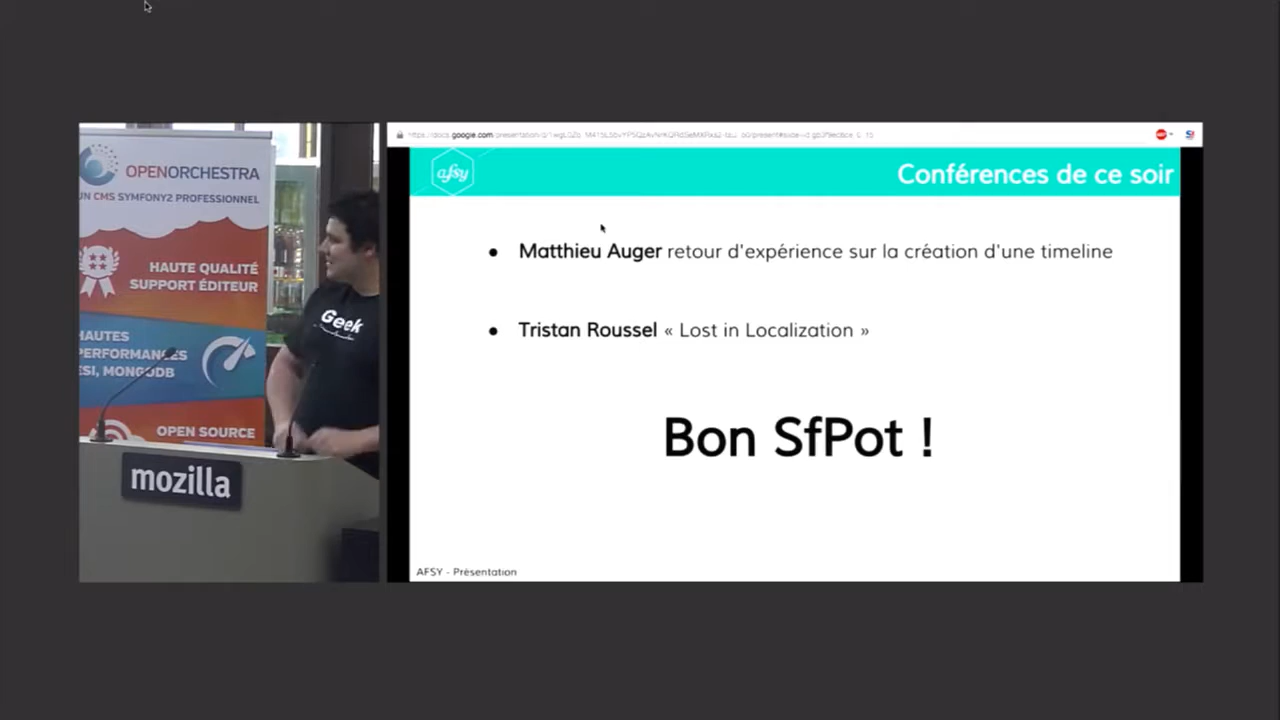 OPENORCHESTRA
UN CMS SYMFONY2 PROFESSIONNEL
HAUTE QUALITÉ
SUPPORT ÉDITEUR
HAUTES
PERFORMANCES
ESI, MONGODB
OPEN SOURCE
Geek
mozilla
afsy
Conférences de ce soir
● Matthieu Auger retour d'expérience sur la création d'une timeline
● Tristan Roussel « Lost in Localization »
Bon SfPot !
AFSY - Présentation